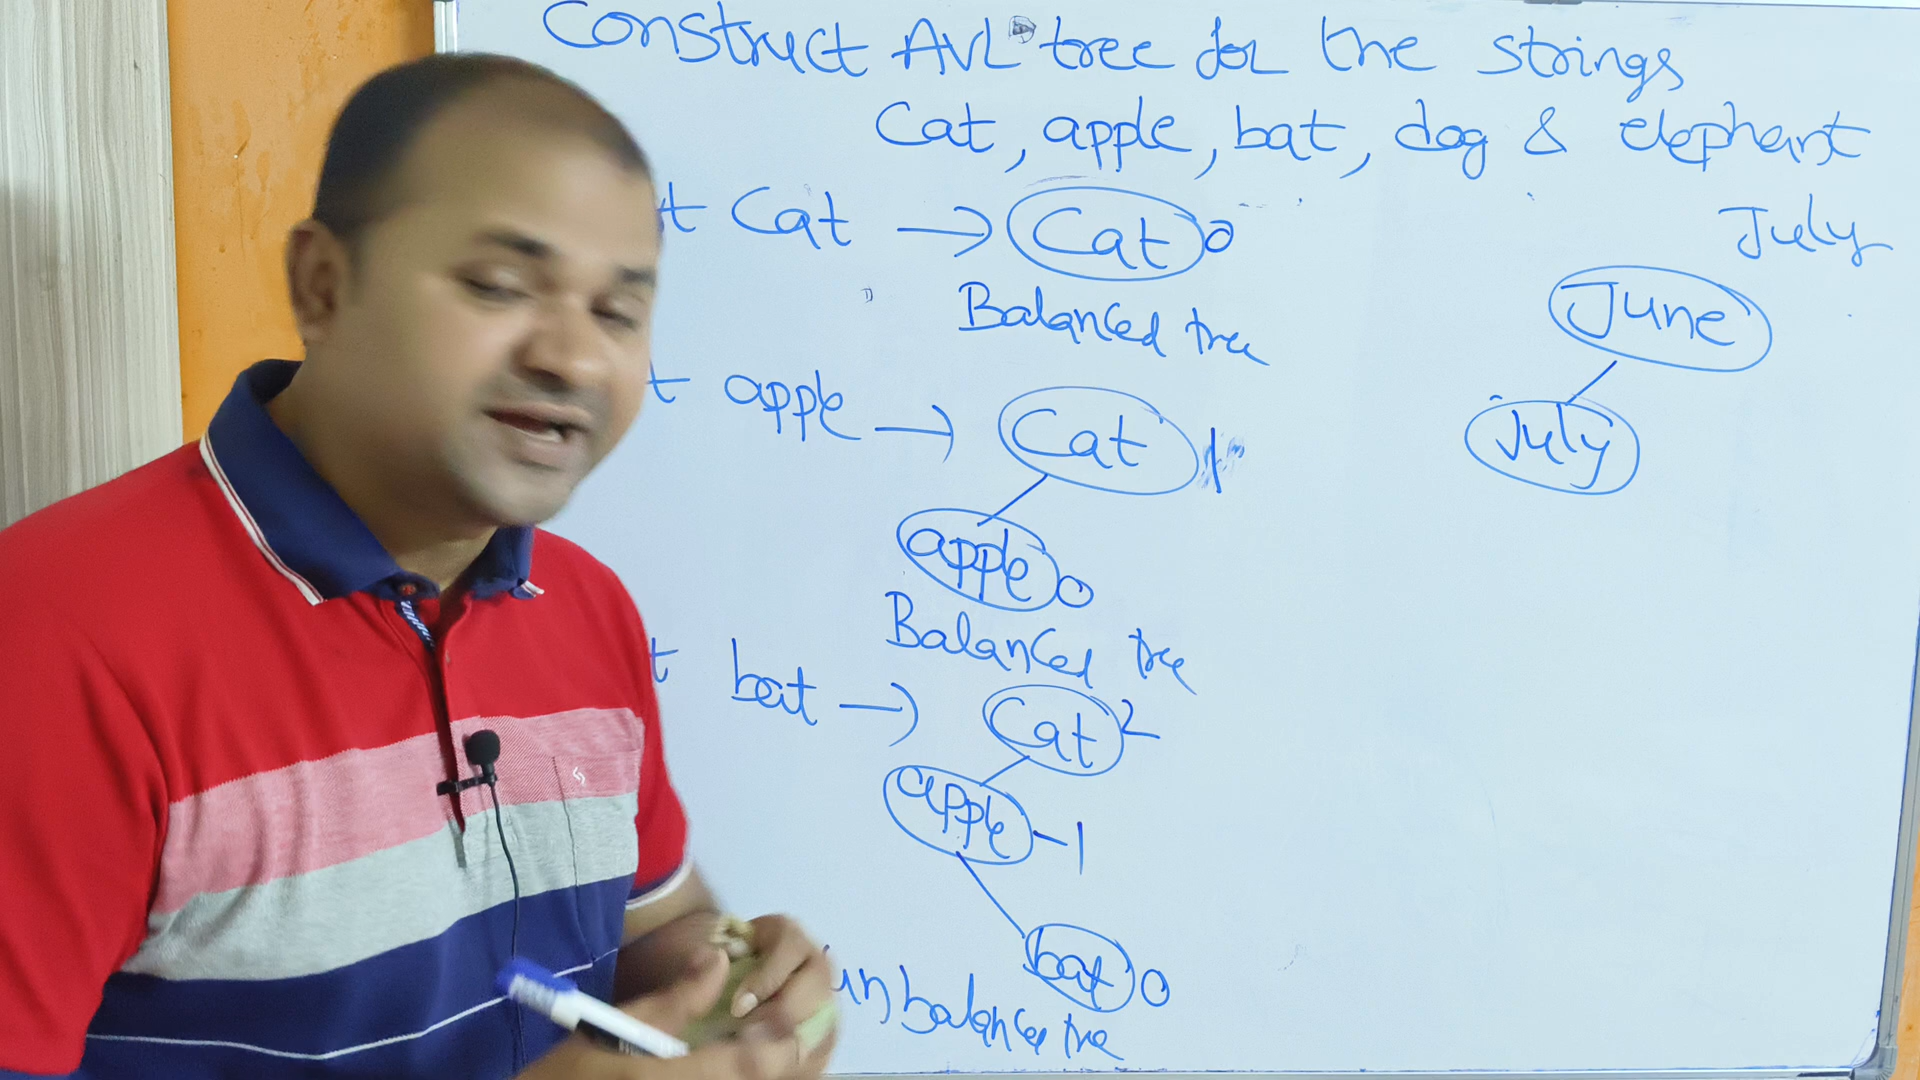 Construct AVL tree for the strings
Cat, apple, bat, dog & elephant
t Cat → Cat 0
Balanced tree
July
June
July
t apple → Cat 1
apple 0
Balanced tree
t bat → Cat 2
apple -1
bat 0
unbalanced tree